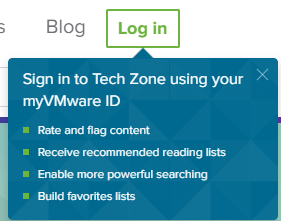 s Blog Log in
Sign in to Tech Zone using your
myVMware ID
Rate and flag content
Receive recommended reading lists
Enable more powerful searching
Build favorites lists